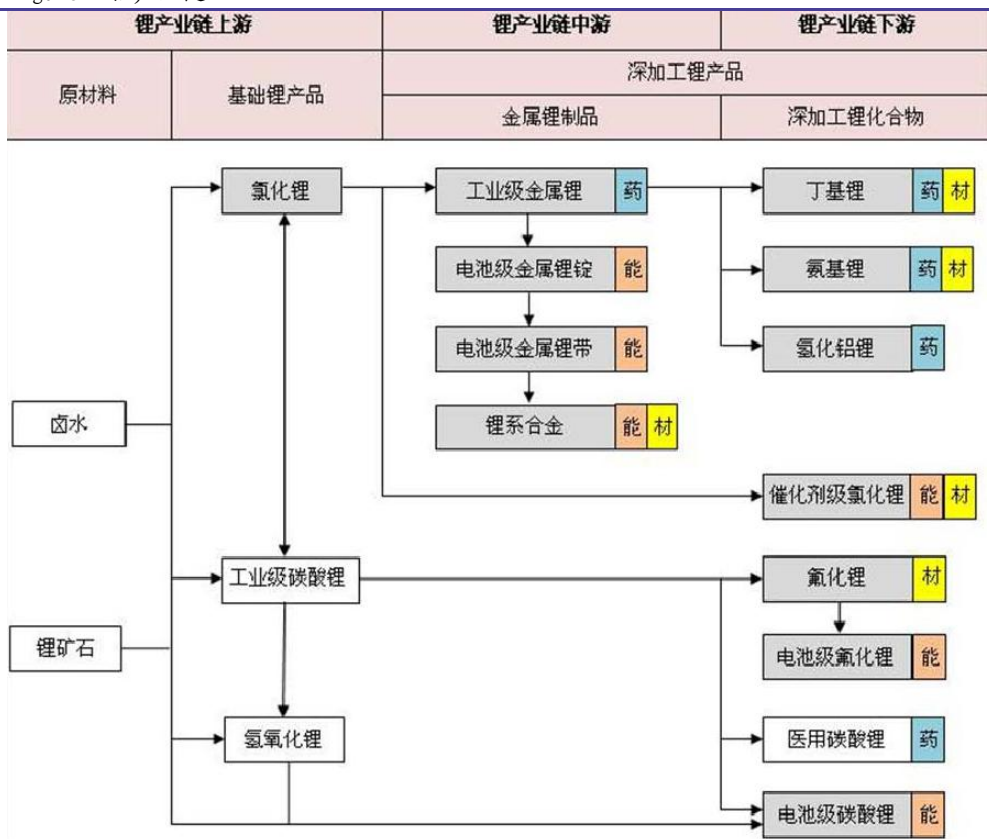 锂产业链上游 锂产业链中游 锂产业链下游
原材料 基础锂产品 深加工锂产品
金属锂制品 深加工锂化合物
氯化锂 工业级金属锂 药 丁基锂 药 材
电池级金属锂锭 能 氨基锂 药 材
电池级金属锂带 能 氢化铝锂 药
卤水 锂系合金 能 材
催化剂级氯化锂 能 材
工业级碳酸锂 氟化锂 材
锂矿石 电池级氟化锂 能
氢氧化锂 医用碳酸锂 药
电池级碳酸锂 能